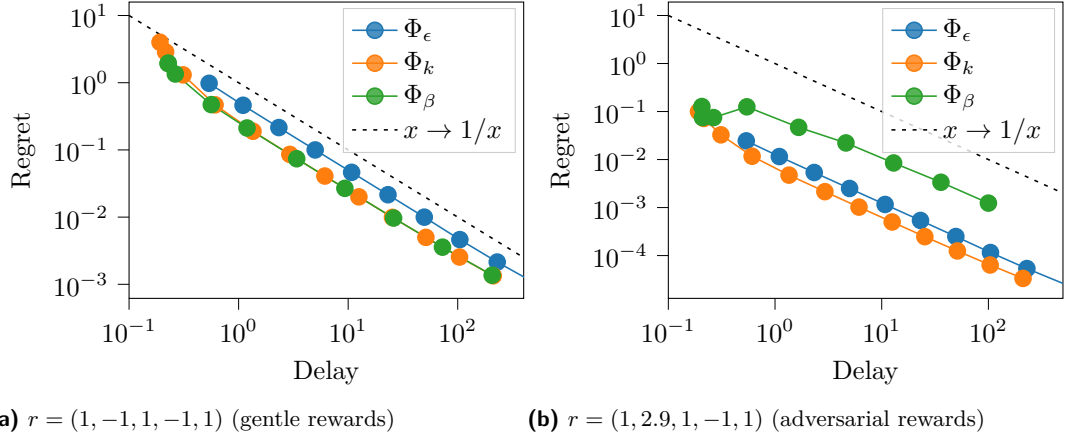 10^1
10^0
10^−1
10^−2
10^−3
10^−1
10^0
10^1
10^2
Regret
Delay
Φ_ϵ
Φ_k
Φ_β
x → 1/x
10^1
10^0
10^−1
10^−2
10^−3
10^−4
10^−1
10^0
10^1
10^2
Regret
Delay
Φ_ϵ
Φ_k
Φ_β
x → 1/x
a) r = (1, −1, 1, −1, 1) (gentle rewards)
(b) r = (1, 2.9, 1, −1, 1) (adversarial rewards)